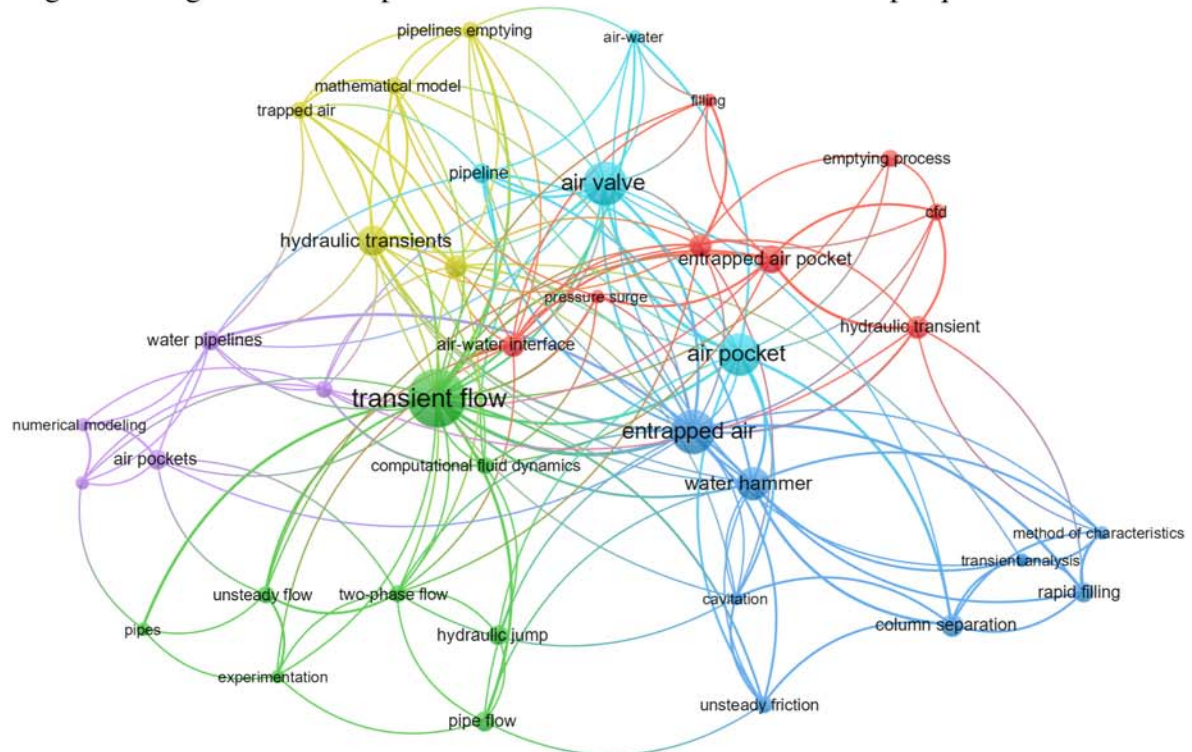 pipelines emptying
air-water
mathematical model
filling
trapped air
emptying process
pipeline
air valve
cfd
hydraulic transients
entrapped air pocket
pressure surge
hydraulic transient
water pipelines
air-water interface
air pocket
transient flow
numerical modeling
entrapped air
air pockets
computational fluid dynamics
water hammer
method of characteristics
transient analysis
unsteady flow
two-phase flow
cavitation
rapid filling
pipes
hydraulic jump
column separation
experimentation
unsteady friction
pipe flow